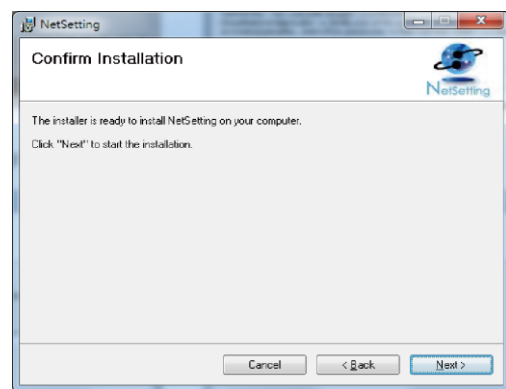 NetSetting
Confirm Installation
NetSetting
The installer is ready to install NetSetting on your computer.
Click "Next" to start the installation.
Cancel
< Back
Next >